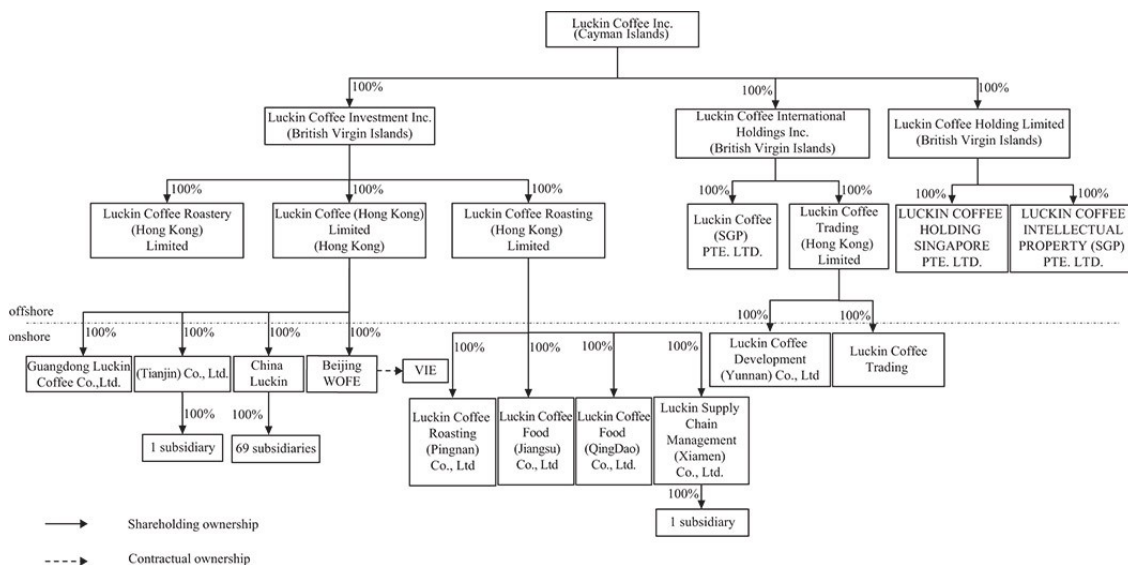 Luckin Coffee Inc.
(Cayman Islands)
100%
100%
100%
Luckin Coffee Investment Inc.
(British Virgin Islands)
Luckin Coffee International
Holdings Inc.
(British Virgin Islands)
Luckin Coffee Holding Limited
(British Virgin Islands)
100%
100%
100%
100%
100%
100%
100%
Luckin Coffee Roastery
(Hong Kong)
Limited
Luckin Coffee (Hong Kong)
Limited
(Hong Kong)
Luckin Coffee Roasting
(Hong Kong)
Limited
Luckin Coffee
(SGP)
PTE. LTD.
Luckin Coffee
Trading
(Hong Kong)
Limited
LUCKIN COFFEE
HOLDING
SINGAPORE
PTE. LTD.
LUCKIN COFFEE
INTELLECTUAL
PROPERTY (SGP)
PTE. LTD.
offshore
onshore
100%
100%
100%
100%
100%
100%
100%
100%
100%
100%
Guangdong Luckin
Coffee Co.,Ltd.
(Tianjin) Co., Ltd.
China
Luckin
Beijing
WOFE
VIE
Luckin Coffee
Development
(Yunnan) Co., Ltd
Luckin Coffee
Trading
100%
100%
1 subsidiary
69 subsidiaries
Luckin Coffee
Roasting
(Pingnan)
Co., Ltd
Luckin Coffee
Food
(Jiangsu)
Co., Ltd
Luckin Coffee
Food
(QingDao)
Co., Ltd.
Luckin Supply
Chain
Management
(Xiamen)
Co., Ltd.
100%
1 subsidiary
Shareholding ownership
Contractual ownership